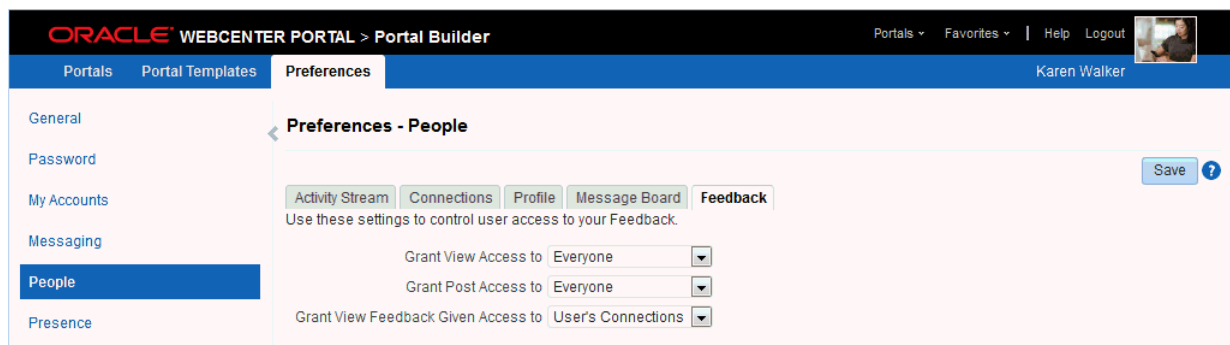 ORACLE WEBCENTER PORTAL > Portal Builder Portals Favorites | Help Logout
Portals Portal Templates Preferences Karen Walker
General
Preferences - People
Password
Save ?
My Accounts
Activity Stream Connections Profile Message Board Feedback
Use these settings to control user access to your Feedback.
Messaging
Grant View Access to Everyone
People
Grant Post Access to Everyone
Grant View Feedback Given Access to User's Connections
Presence